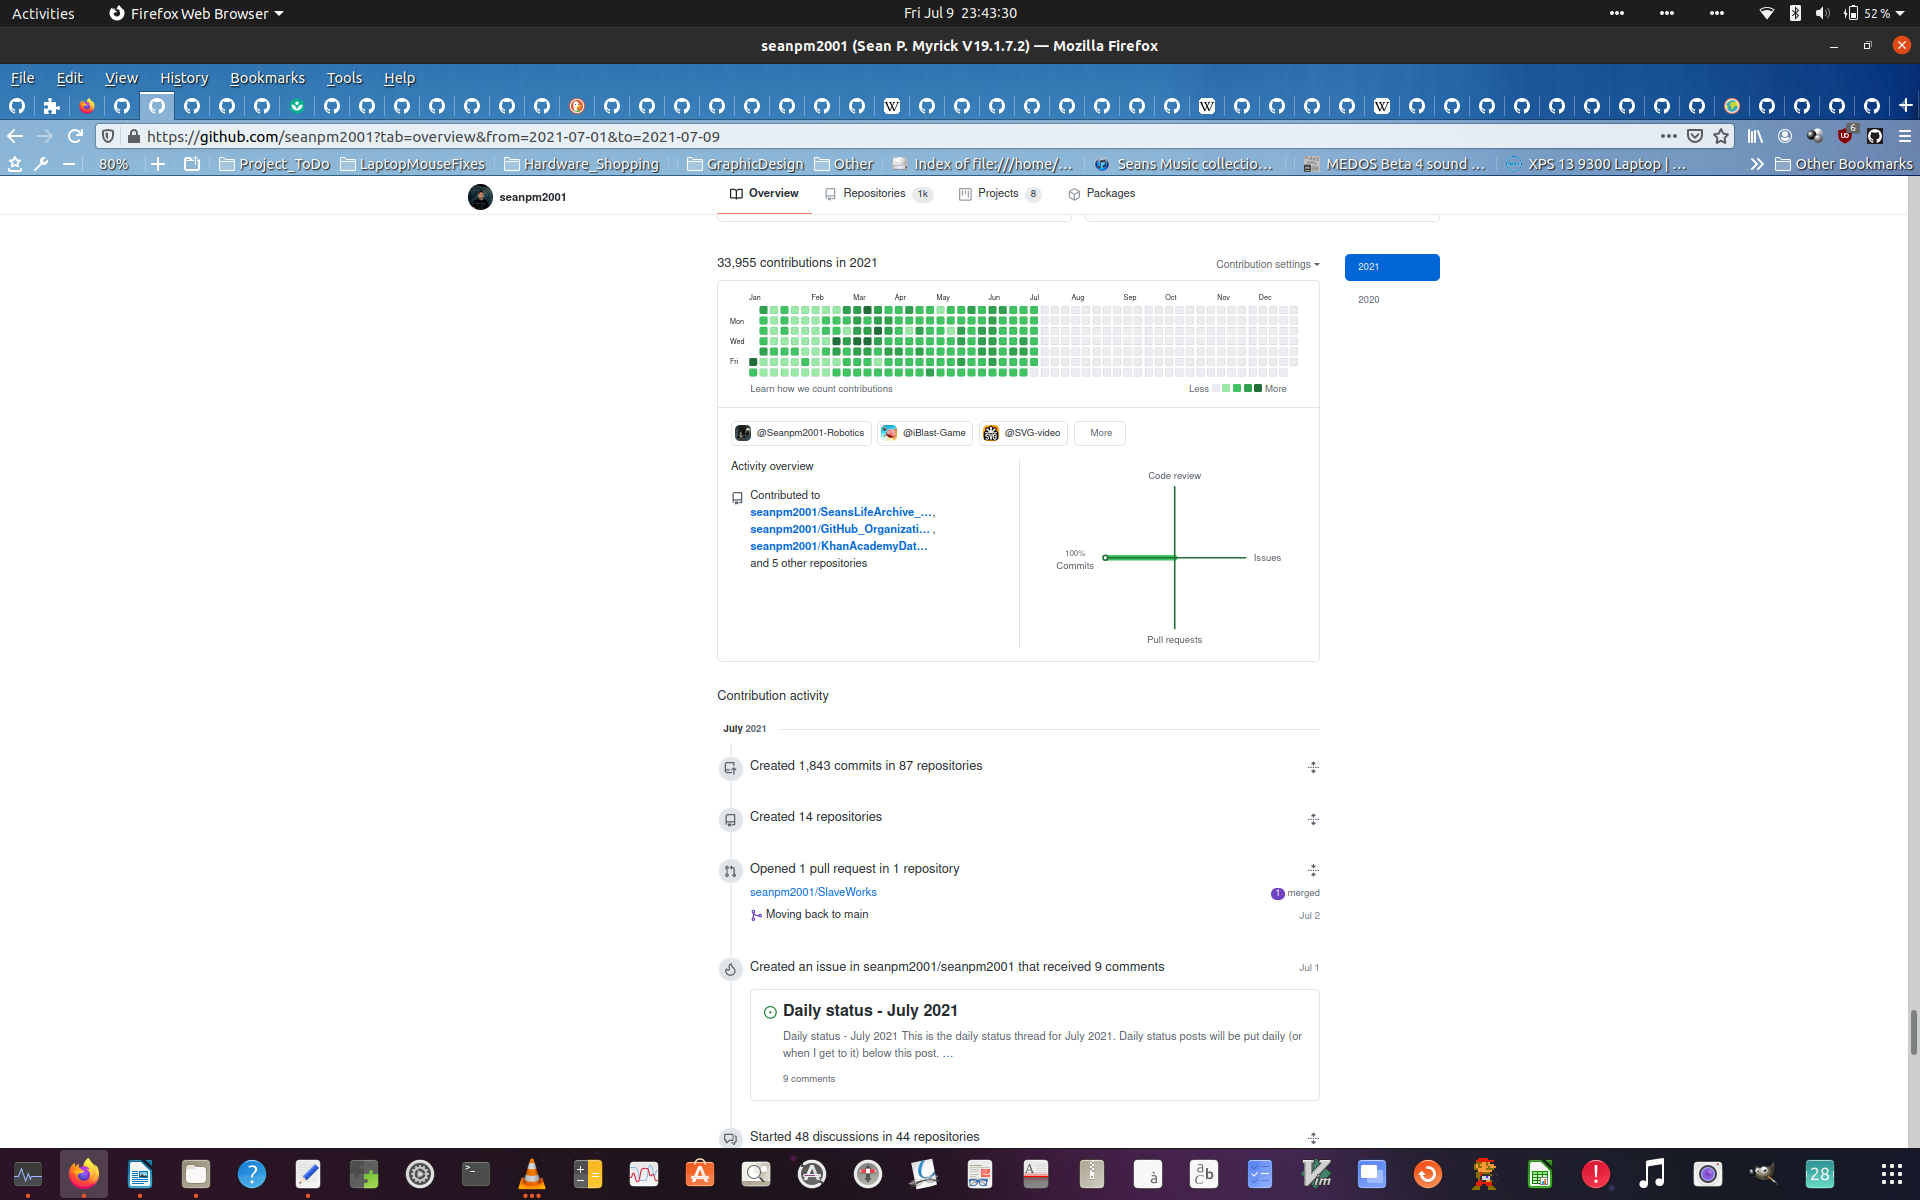 Activities
Firefox Web Browser
Fri Jul 9 23:43:30
52 %
seanpm2001 (Sean P. Myrick V19.1.7.2) — Mozilla Firefox
File Edit View History Bookmarks Tools Help
https://github.com/seanpm2001?tab=overview&from=2021-07-01&to=2021-07-09
6
80%
Project_ToDo
LaptopMouseFixes
Hardware_Shopping
GraphicDesign
Other
Index of file:///home/...
Seans Music collectio...
MEDOS Beta 4 sound ...
XPS 13 9300 Laptop | ...
Other Bookmarks
seanpm2001
Overview
Repositories 1k
Projects 8
Packages
33,955 contributions in 2021
Contribution settings
2021
2020
Jan Feb Mar Apr May Jun Jul Aug Sep Oct Nov Dec
Mon
Wed
Fri
Learn how we count contributions
Less
More
@Seanpm2001-Robotics
@iBlast-Game
@SVG-video
More
Activity overview
Contributed to
seanpm2001/SeansLifeArchive_…,
seanpm2001/GitHub_Organizati… ,
seanpm2001/KhanAcademyDat…
and 5 other repositories
Code review
100%
Commits
Issues
Pull requests
Contribution activity
July 2021
Created 1,843 commits in 87 repositories
Created 14 repositories
Opened 1 pull request in 1 repository
seanpm2001/SlaveWorks
1 merged
Moving back to main
Jul 2
Created an issue in seanpm2001/seanpm2001 that received 9 comments
Jul 1
Daily status - July 2021
Daily status - July 2021 This is the daily status thread for July 2021. Daily status posts will be put daily (or
when I get to it) below this post. …
9 comments
Started 48 discussions in 44 repositories
28